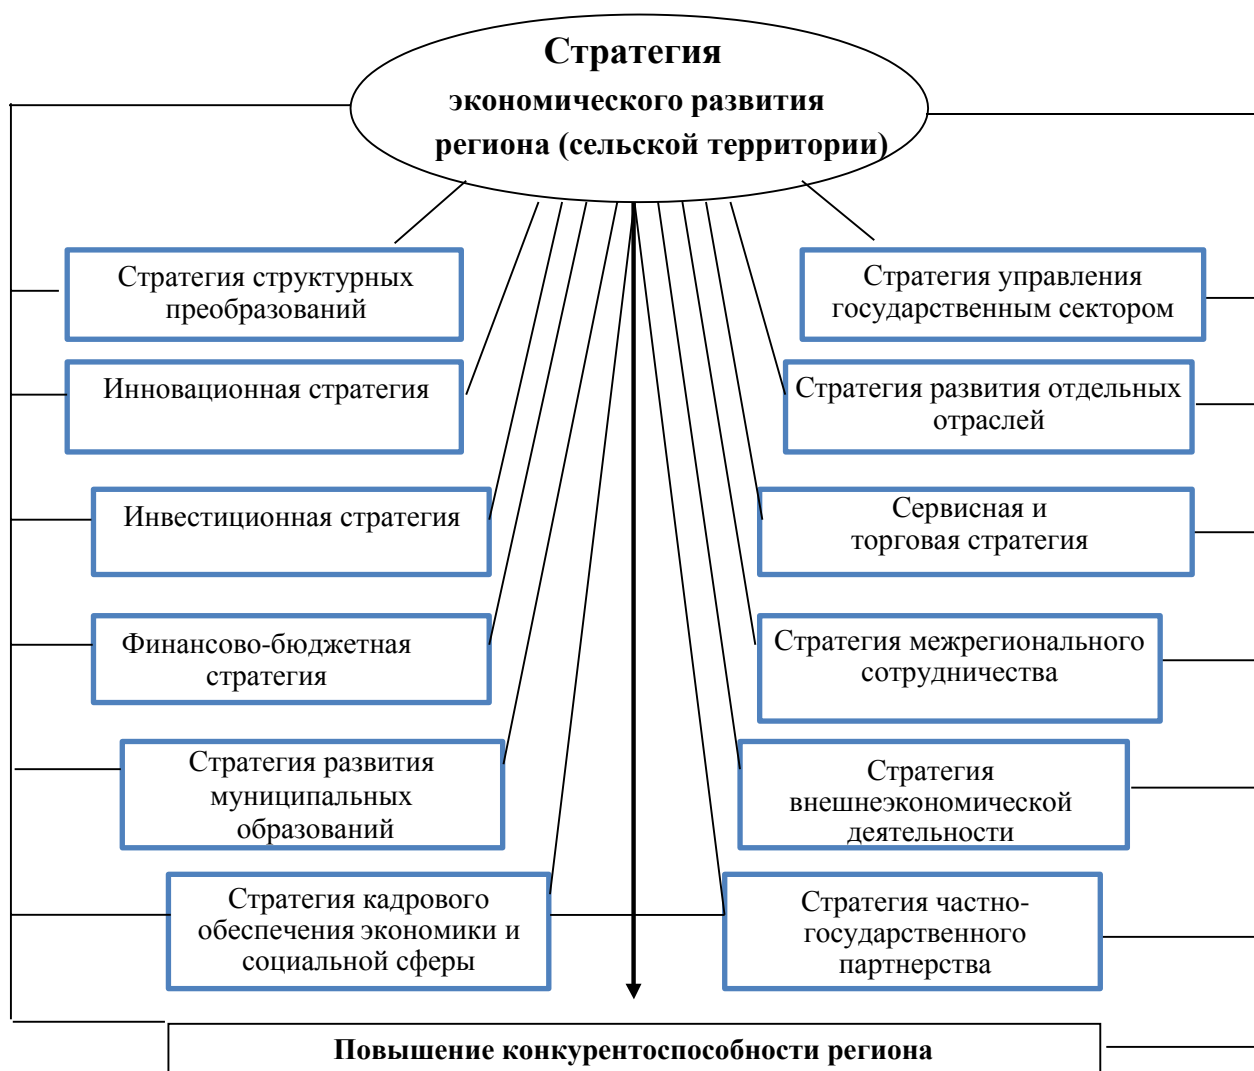 Стратегия
экономического развития
региона (сельской территории)
Стратегия структурных
преобразований
Стратегия управления
государственным сектором
Инновационная стратегия
Стратегия развития отдельных
отраслей
Инвестиционная стратегия
Сервисная и
торговая стратегия
Финансово-бюджетная
стратегия
Стратегия межрегионального
сотрудничества
Стратегия развития
муниципальных
образований
Стратегия
внешнеэкономической
деятельности
Стратегия кадрового
обеспечения экономики и
социальной сферы
Стратегия частно-
государственного
партнерства
Повышение конкурентоспособности региона